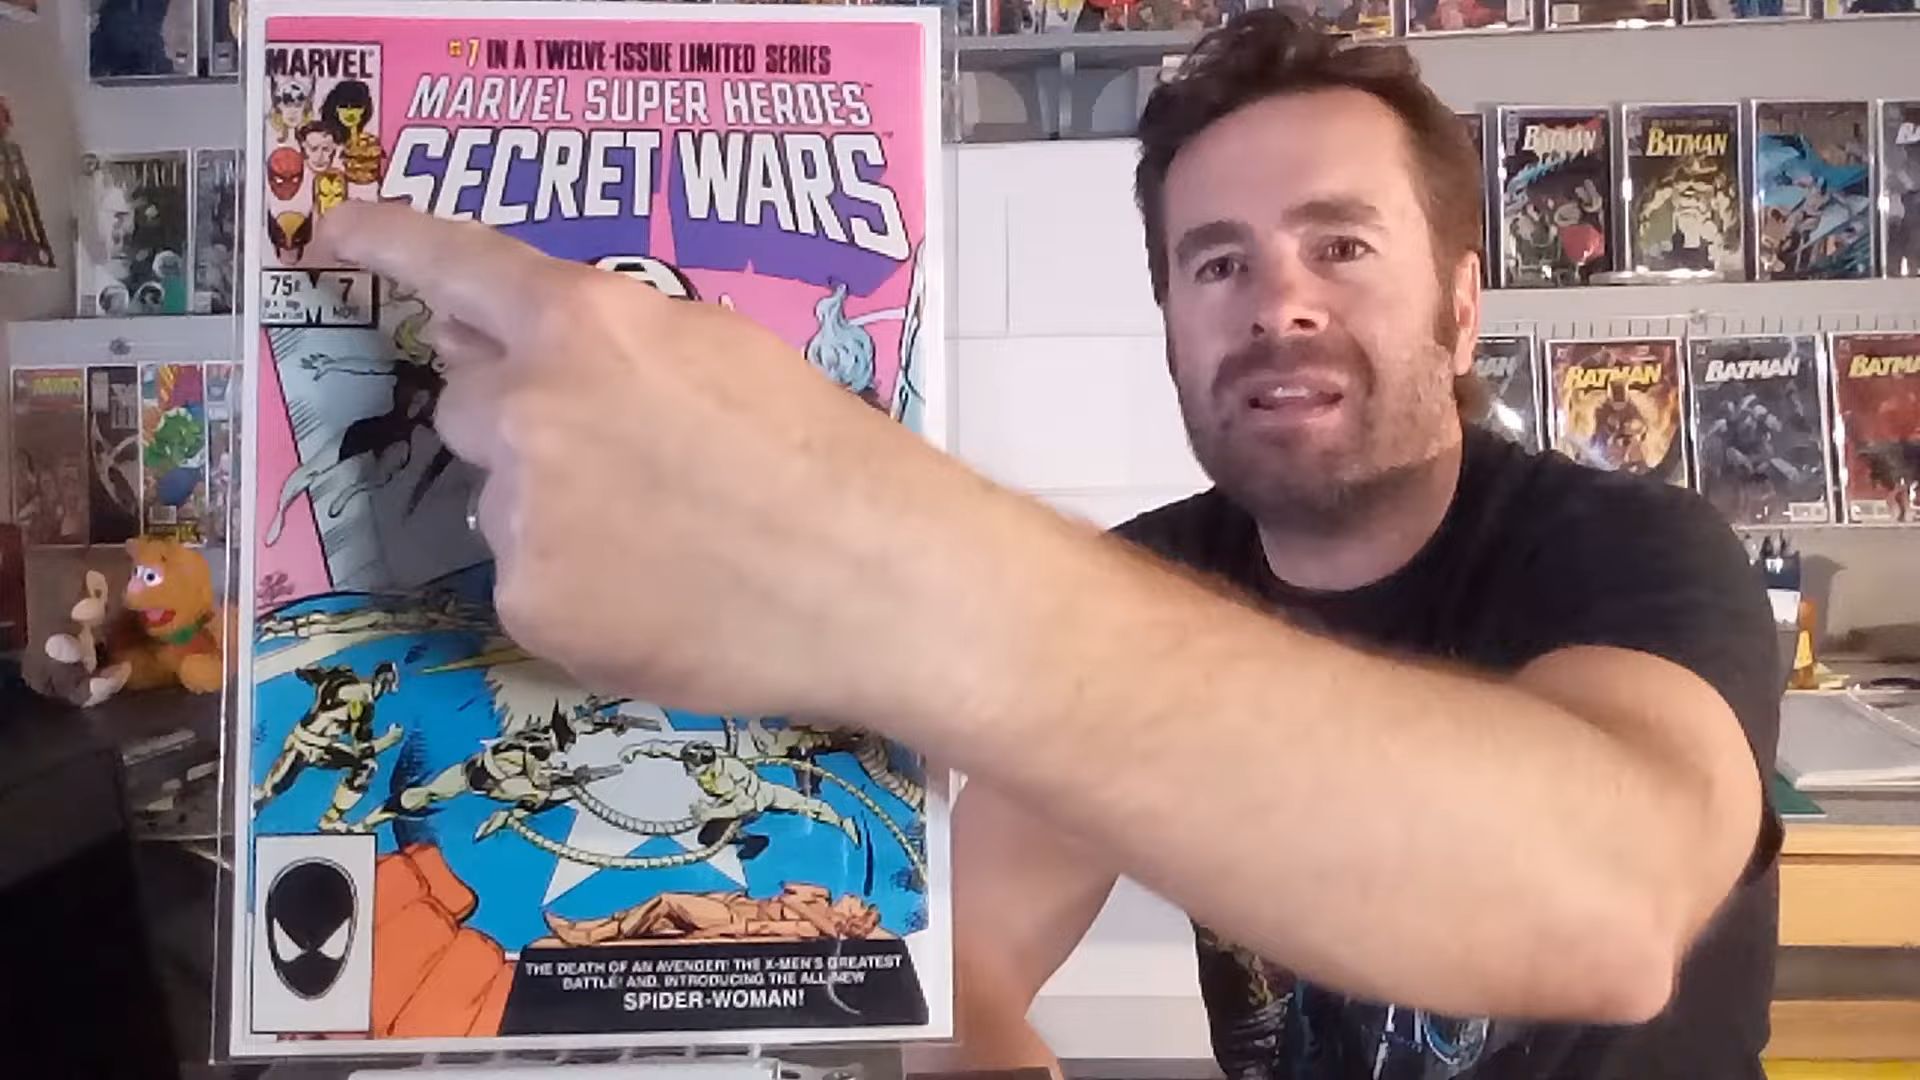 #7 IN A TWELVE-ISSUE LIMITED SERIES
MARVEL
MARVEL SUPER HEROES
SECRET WARS
75¢
7
NOV
THE DEATH OF AN AVENGER! THE X-MEN'S GREATEST
BATTLE! AND, INTRODUCING THE ALL-NEW
SPIDER-WOMAN!
BATMAN
BATMAN
BATMAN
BATMAN
BATMAN